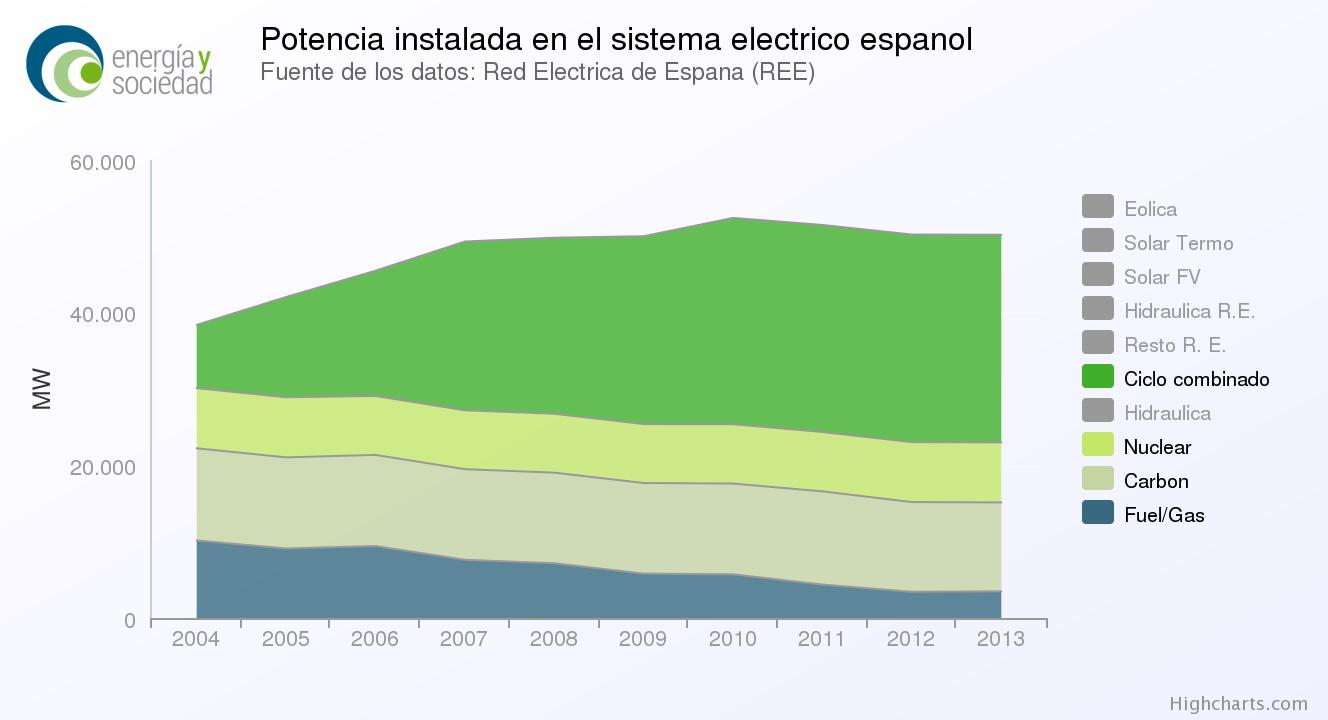 energía y
sociedad
Potencia instalada en el sistema electrico espanol
Fuente de los datos: Red Electrica de Espana (REE)
60.000
40.000
20.000
0
MW
2004 2005 2006 2007 2008 2009 2010 2011 2012 2013
Eolica
Solar Termo
Solar FV
Hidraulica R.E.
Resto R. E.
Ciclo combinado
Hidraulica
Nuclear
Carbon
Fuel/Gas
Highcharts.com